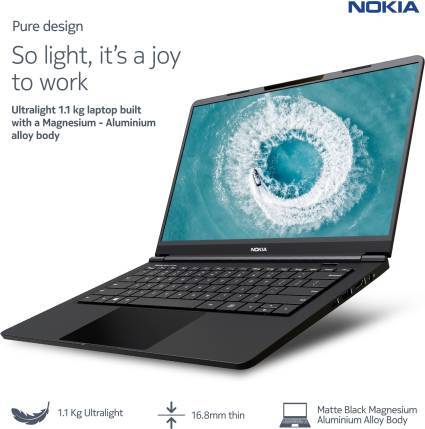 NOKIA
Pure design
So light, it's a joy
to work
Ultralight 1.1 kg laptop built
with a Magnesium - Aluminium
alloy body
NOKIA
1.1 Kg Ultralight
16.8mm thin
Matte Black Magnesium
Aluminium Alloy Body